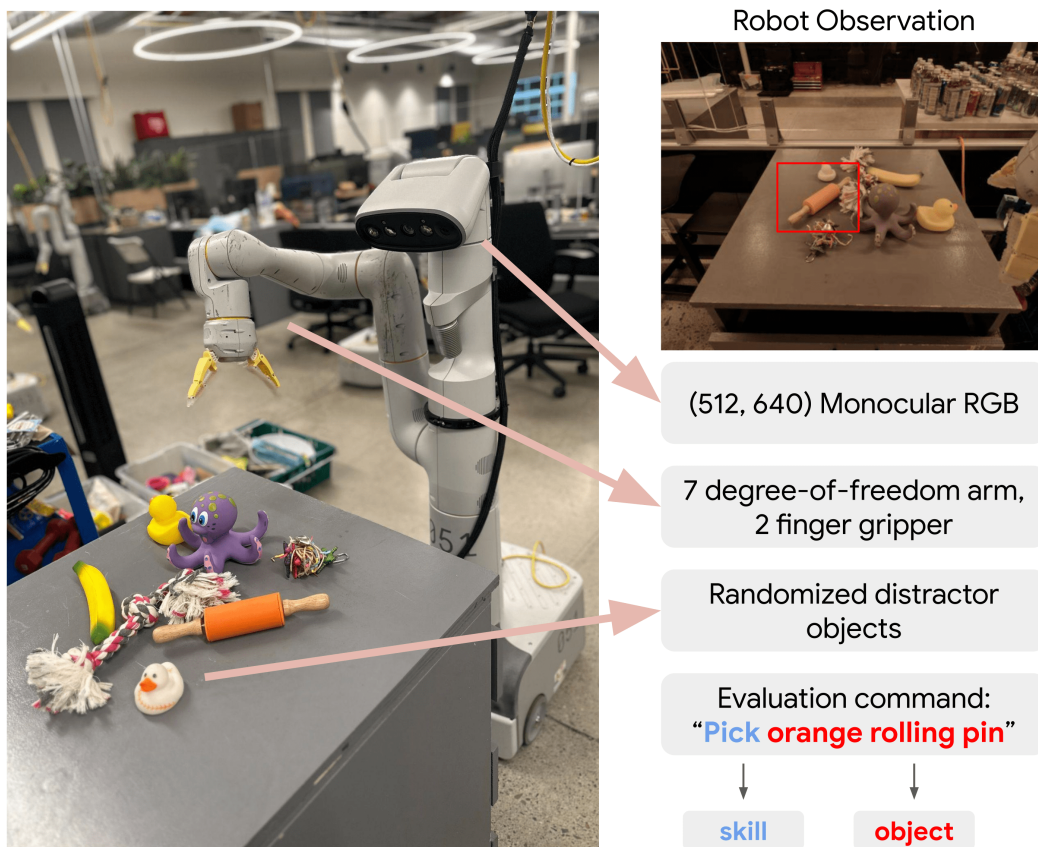 Robot Observation
(512, 640) Monocular RGB
7 degree-of-freedom arm,
2 finger gripper
Randomized distractor
objects
Evaluation command:
“Pick orange rolling pin”
skill
object